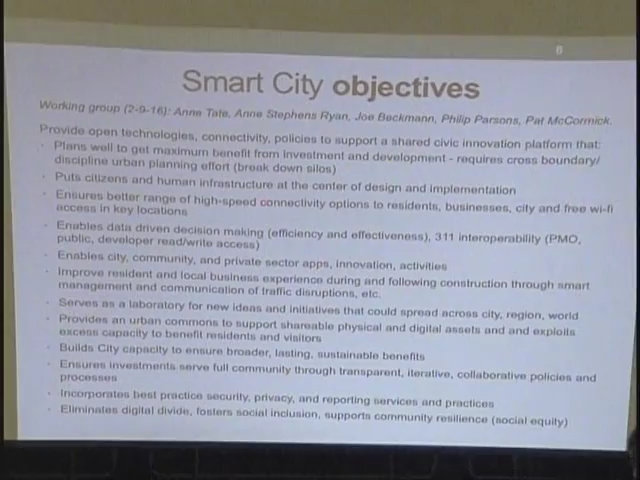 8
Smart City objectives
Working group (2-9-16): Anne Tate, Anne Stephens Ryan, Joe Beckmann, Philip Parsons, Pat McCormick.
Provide open technologies, connectivity, policies to support a shared civic innovation platform that:
· Plans well to get maximum benefit from investment and development - requires cross boundary/
discipline urban planning effort (break down silos)
· Puts citizens and human infrastructure at the center of design and implementation
· Ensures better range of high-speed connectivity options to residents, businesses, city and free wi-fi
access in key locations
· Enables data driven decision making (efficiency and effectiveness), 311 interoperability (PMO,
public, developer read/write access)
· Enables city, community, and private sector apps, innovation, activities
· Improve resident and local business experience during and following construction through smart
management and communication of traffic disruptions, etc.
· Serves as a laboratory for new ideas and initiatives that could spread across city, region, world
· Provides an urban commons to support shareable physical and digital assets and and exploits
excess capacity to benefit residents and visitors
· Builds City capacity to ensure broader, lasting, sustainable benefits
· Ensures investments serve full community through transparent, iterative, collaborative policies and
processes
· Incorporates best practice security, privacy, and reporting services and practices
· Eliminates digital divide, fosters social inclusion, supports community resilience (social equity)